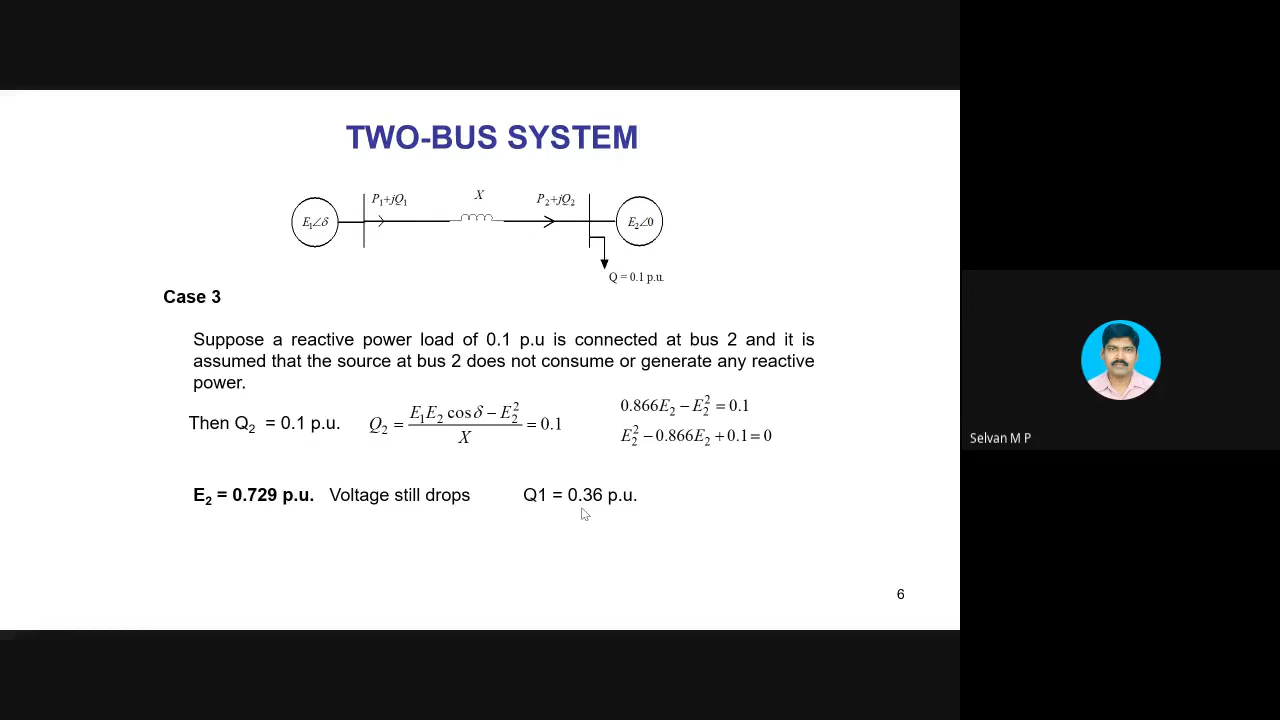 TWO-BUS SYSTEM
P₁+jQ₁
X
P₂+jQ₂
E₁∠δ
E₂∠0
Q = 0.1 p.u.
Case 3
Suppose a reactive power load of 0.1 p.u is connected at bus 2 and it is
assumed that the source at bus 2 does not consume or generate any reactive
power.
Then Q₂ = 0.1 p.u.
Q₂ = (E₁E₂ cos δ − E₂²)/X = 0.1
0.866E₂ − E₂² = 0.1
E₂² − 0.866E₂ + 0.1 = 0
E₂ = 0.729 p.u. Voltage still drops
Q1 = 0.36 p.u.
6
Selvan M P